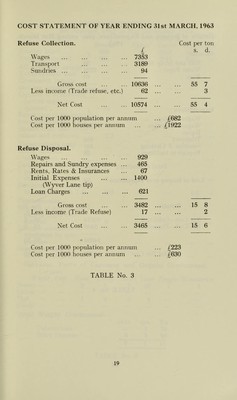 COST STATEMENT OF YEAR ENDING 31st MARCH, 1963
Refuse Collection. Cost per ton
£ s. d.
Wages ... ... ... ... 7353
Transport ... ... ... 3189
Sundries ... ... ... ... 94
Gross cost ... ... 10636 ... ... 55 7
Less income (Trade refuse, etc.) 62 ... ... 3
Net Cost ... ... 10574 ... ... 55 4
Cost per 1000 population per annum ... £682
Cost per 1000 houses per annum ... ... £1922
Refuse Disposal.
Wages ... ... ... ... 929
Repairs and Sundry expenses ... 465
Rents, Rates & Insurances ... 67
Initial Expenses ... ... 1400
(Wyver Lane tip)
Loan Charges ... ... ... 621
Gross cost ... ... 3482 ... ... 15 8
Less income (Trade Refuse) 17 ... ... 2
Net Cost ... ... 3465 ... ... 15 6
Cost per 1000 population per annum ... £223
Cost per 1000 houses per annum ... ... £630
TABLE No. 3
19